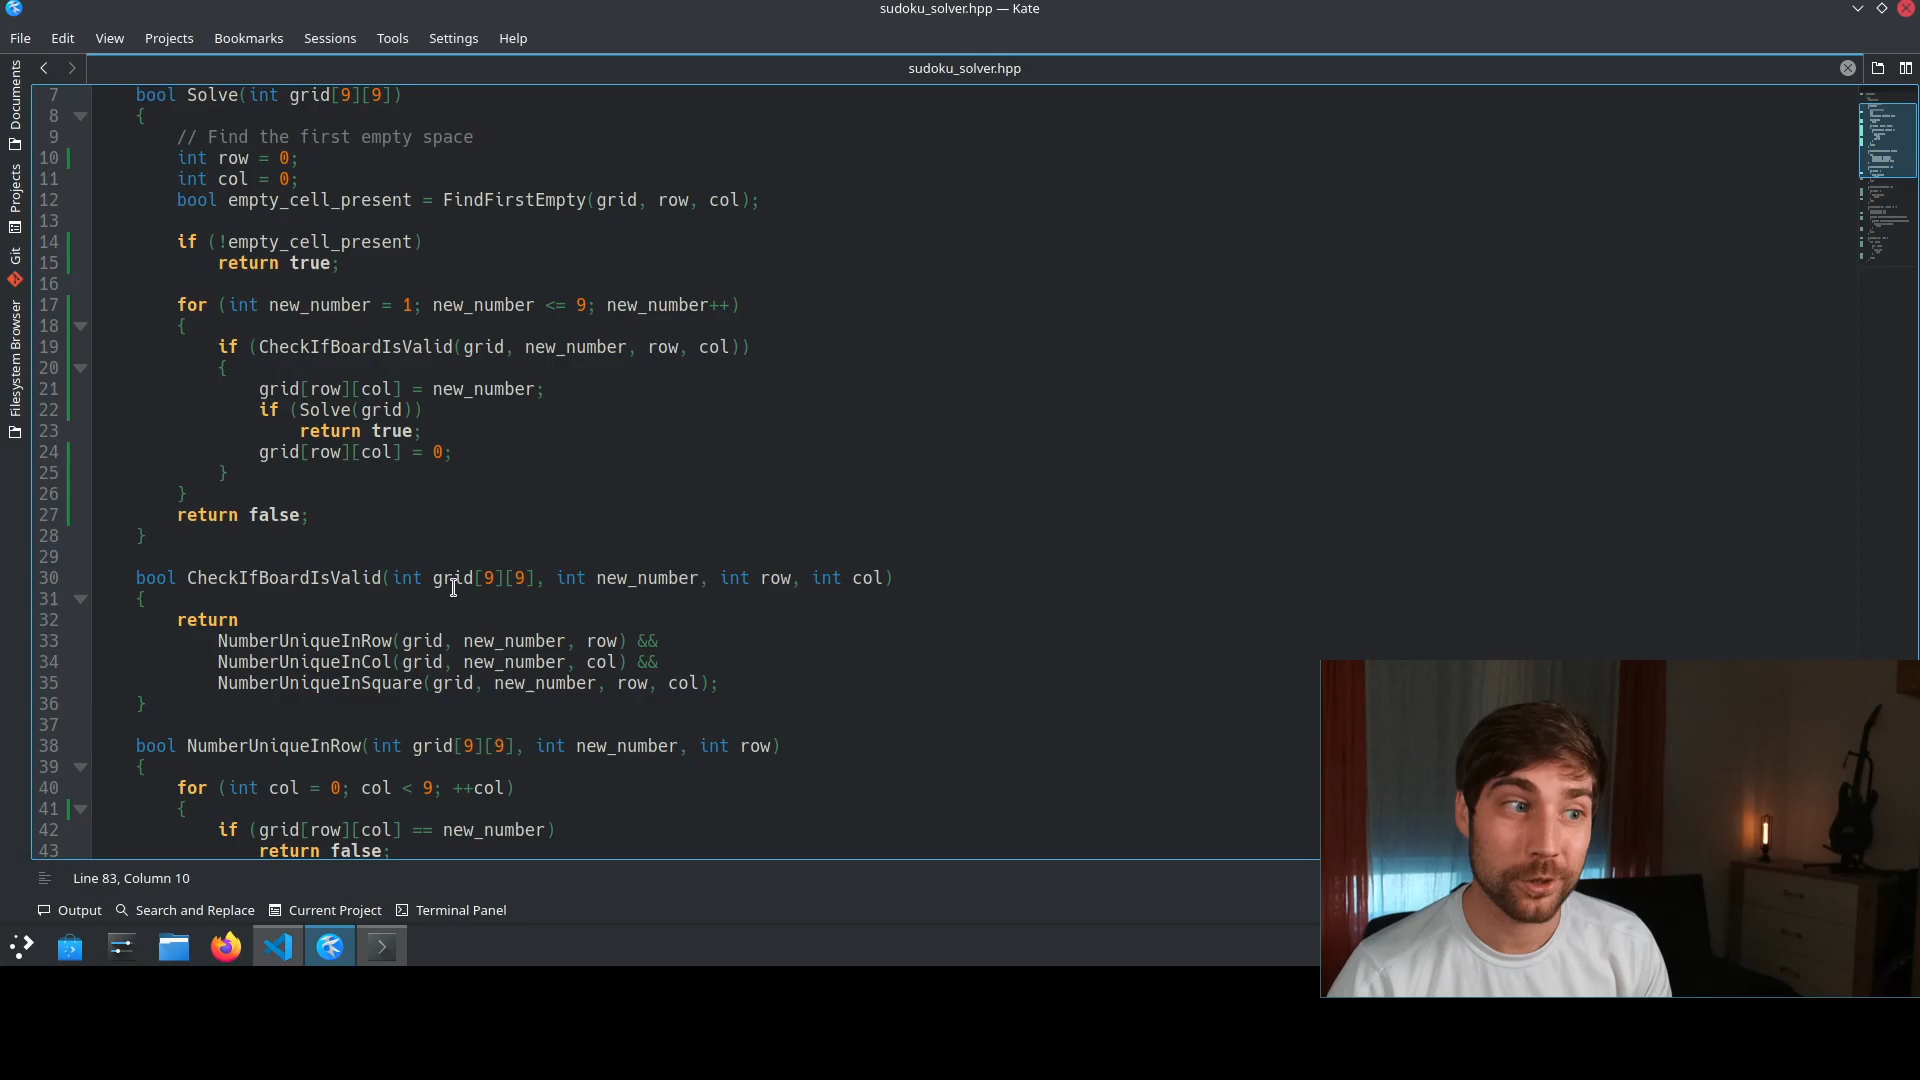 sudoku_solver.hpp — Kate
File Edit View Projects Bookmarks Sessions Tools Settings Help
sudoku_solver.hpp
Documents
Projects
Git
Filesystem Browser
7 bool Solve(int grid[9][9])
8 {
9 // Find the first empty space
10 int row = 0;
11 int col = 0;
12 bool empty_cell_present = FindFirstEmpty(grid, row, col);
13
14 if (!empty_cell_present)
15 return true;
16
17 for (int new_number = 1; new_number <= 9; new_number++)
18 {
19 if (CheckIfBoardIsValid(grid, new_number, row, col))
20 {
21 grid[row][col] = new_number;
22 if (Solve(grid))
23 return true;
24 grid[row][col] = 0;
25 }
26 }
27 return false;
28 }
29
30 bool CheckIfBoardIsValid(int grid[9][9], int new_number, int row, int col)
31 {
32 return
33 NumberUniqueInRow(grid, new_number, row) &&
34 NumberUniqueInCol(grid, new_number, col) &&
35 NumberUniqueInSquare(grid, new_number, row, col);
36 }
37
38 bool NumberUniqueInRow(int grid[9][9], int new_number, int row)
39 {
40 for (int col = 0; col < 9; ++col)
41 {
42 if (grid[row][col] == new_number)
43 return false;
Line 83, Column 10
Output Search and Replace Current Project Terminal Panel